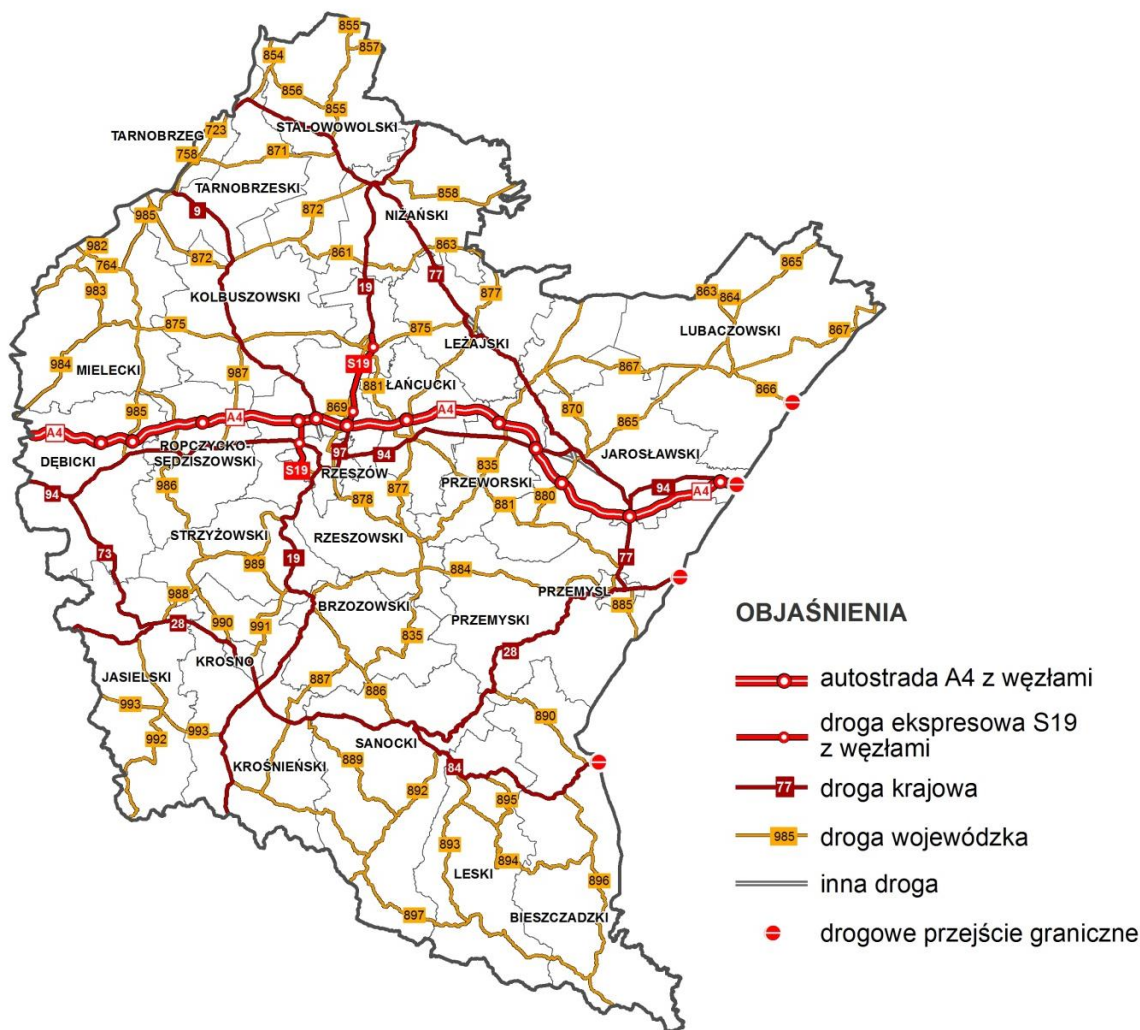 855
857
854
856
855
STALOWOWOLSKI
TARNOBRZEG
723
758
871
TARNOBRZESKI
858
9
872
NIŻAŃSKI
985
982
872
861
863
764
77
865
983
KOLBUSZOWSKI
19
877
863
864
875
875
LUBACZOWSKI
LEŻAJSKI
867
984
MIELECKI
987
S19
881
ŁAŃCUCKI
867
866
985
869
870
A4
A4
A4
865
ROPCZYCKO-
SĘDZISZOWSKI
DĘBICKI
97
94
JAROSŁAWSKI
S19
RZESZÓW
835
94
986
877
PRZEWORSKI
880
A4
94
878
881
STRZYŻOWSKI
RZESZOWSKI
73
989
19
77
884
988
BRZOZOWSKI
PRZEMYŚL
885
990
991
835
PRZEMYSKI
28
KROSNO
28
JASIELSKI
887
886
993
992
993
890
SANOCKI
KROŚNIEŃSKI
889
84
892
895
893
894
LESKI
896
897
BIESZCZADZKI
OBJAŚNIENIA
autostrada A4 z węzłami
droga ekspresowa S19
z węzłami
77 droga krajowa
985 droga wojewódzka
inna droga
drogowe przejście graniczne